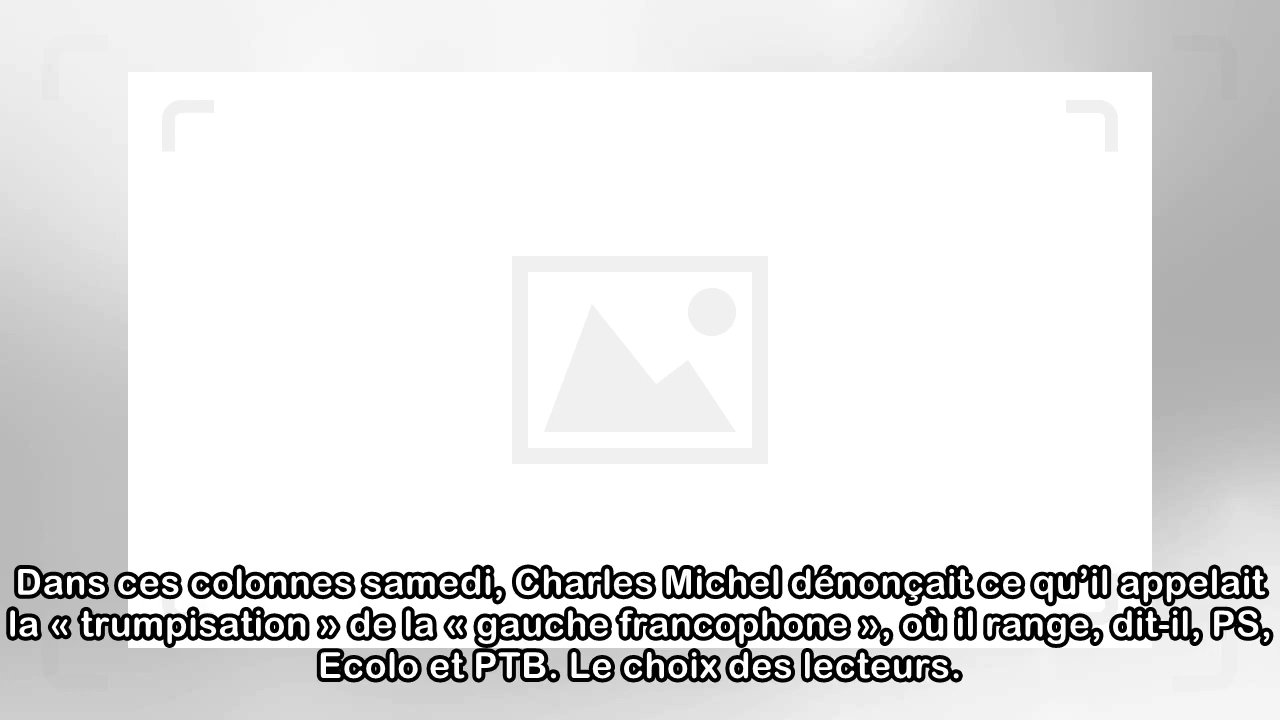 Dans ces colonnes samedi, Charles Michel dénonçait ce qu’il appelait
la « trumpisation » de la « gauche francophone », où il range, dit-il, PS,
Ecolo et PTB. Le choix des lecteurs.